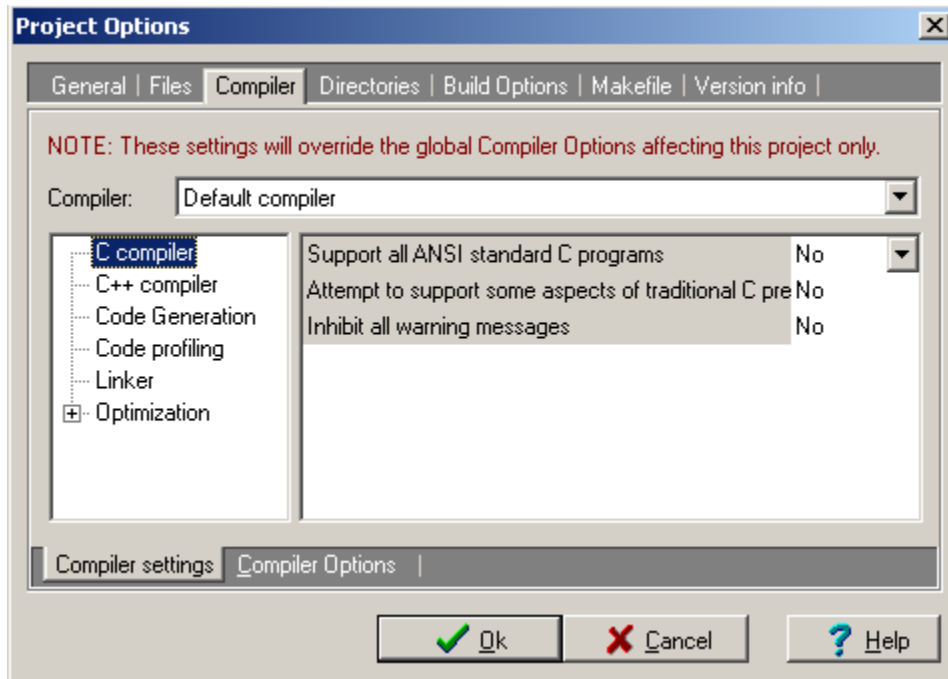 Project Options
General | Files Compiler Directories | Build Options | Makefile | Version info |
NOTE: These settings will override the global Compiler Options affecting this project only.
Compiler: Default compiler
C compiler
C++ compiler
Code Generation
Code profiling
Linker
Optimization
Support all ANSI standard C programs No
Attempt to support some aspects of traditional C pre No
Inhibit all warning messages No
Compiler settings Compiler Options |
Ok Cancel ? Help